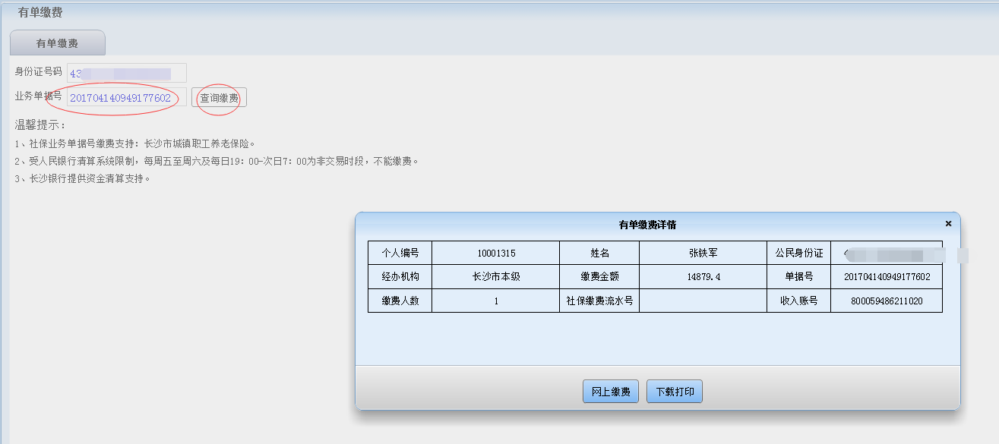 有单缴费
有单缴费
身份证号码 43
业务单据号 201704140949177602 查询缴费
温馨提示：
1、社保业务单据号缴费支持：长沙市城镇职工养老保险。
2、受人民银行清算系统限制，每周五至周六及每日19：00-次日7：00为非交易时段，不能缴费。
3、长沙银行提供资金清算支持。
有单缴费详情 ×
个人编号 10001315 姓名 张铁军 公民身份证 4
经办机构 长沙市本级 缴费金额 14879.4 单据号 201704140949177602
缴费人数 1 社保缴费流水号 收入账号 800059486211020
网上缴费 下载打印